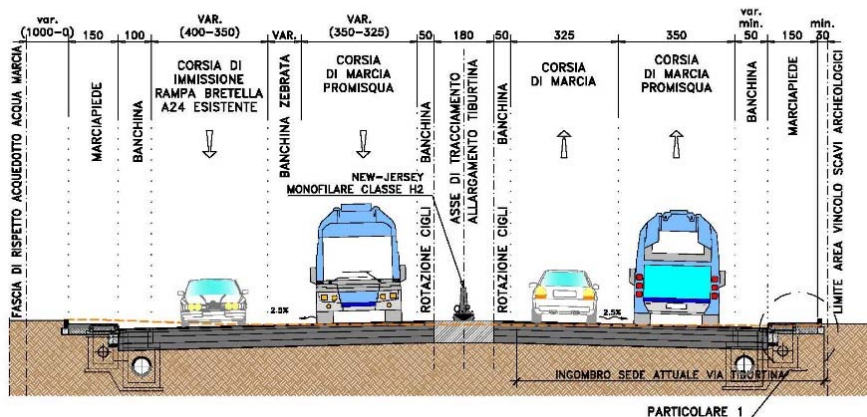 var.
(1000-0)
150
100
VAR.
(400-350)
VAR.
VAR.
(350-325)
50
180
50
325
350
var.
min.
50
150
min.
30
FASCIA DI RISPETTO ACQUEDOTTO ACQUA MARCIA
MARCIAPIEDE
BANCHINA
CORSIA DI
IMMISSIONE
RAMPA BRETELLA
A24 ESISTENTE
BANCHINA ZEBRATA
CORSIA
DI MARCIA
PROMISQUA
BANCHINA
ROTAZIONE CIGLI
ASSE DI TRACCIAMENTO
ALLARGAMENTO TIBURTINA
BANCHINA
ROTAZIONE CIGLI
CORSIA
DI MARCIA
CORSIA
DI MARCIA
PROMISQUA
BANCHINA
MARCIAPIEDE
LIMITE AREA VINCOLO SCAVI ARCHEOLOGICI
NEW-JERSEY
MONOFILARE CLASSE H2
2.5%
2.5%
INGOMBRO SEDE ATTUALE VIA TIBURTINA
PARTICOLARE 1